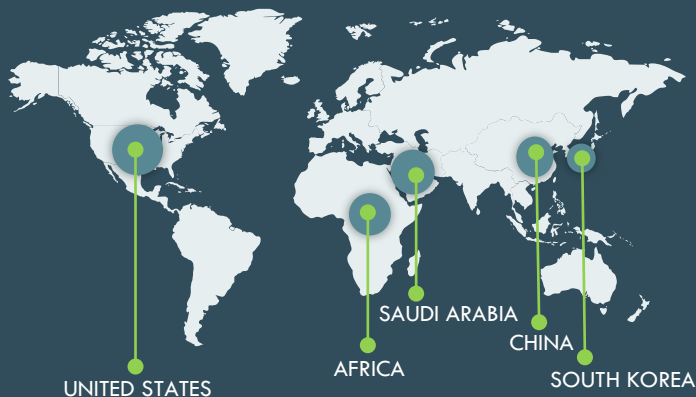 SAUDI ARABIA
CHINA
AFRICA
SOUTH KOREA
UNITED STATES